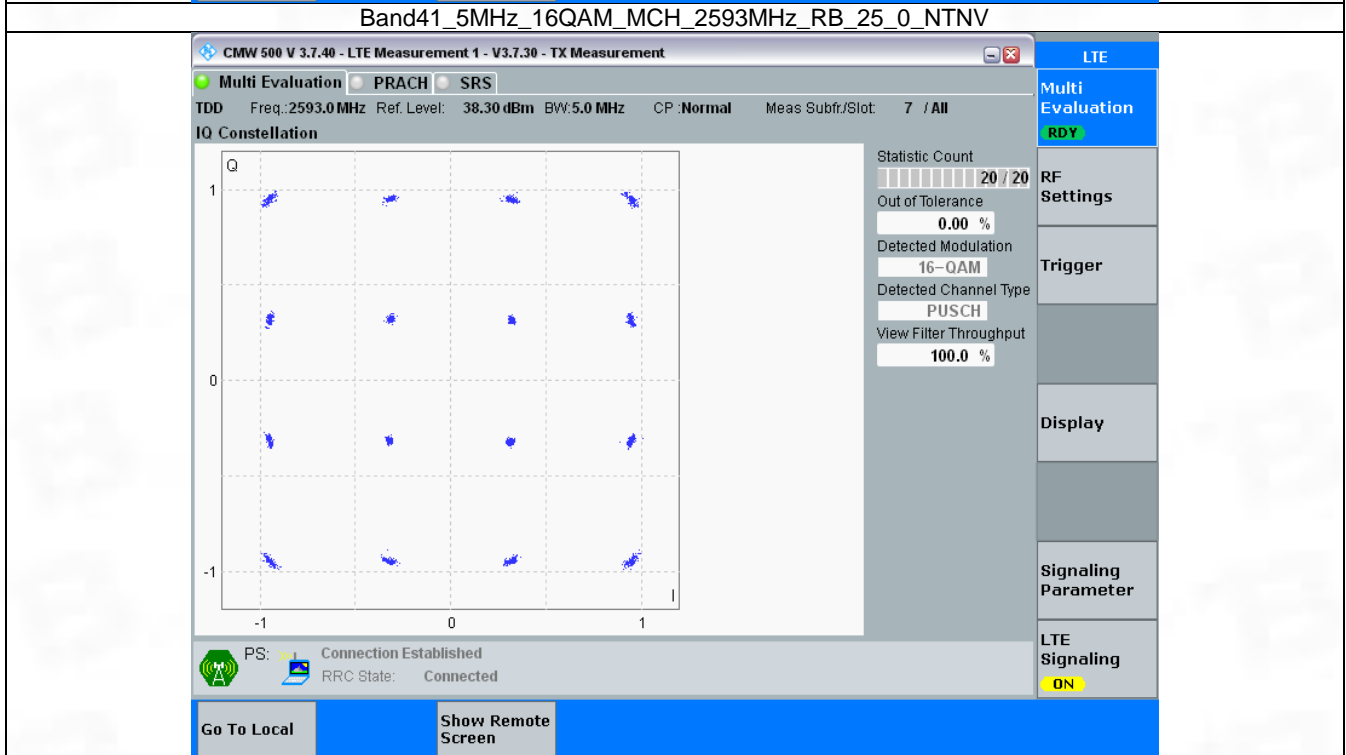 Band41_5MHz_16QAM_MCH_2593MHz_RB_25_0_NTNV
CMW 500 V 3.7.40 - LTE Measurement 1 - V3.7.30 - TX Measurement
LTE
Multi Evaluation PRACH SRS
Multi
Evaluation
RDY
TDD Freq.:2593.0 MHz Ref. Level: 38.30 dBm BW:5.0 MHz CP :Normal Meas Subfr./Slot: 7 / All
IQ Constellation
Q
1
0
-1
I
-1 0 1
Statistic Count
20 / 20
Out of Tolerance
0.00 %
Detected Modulation
16-QAM
Detected Channel Type
PUSCH
View Filter Throughput
100.0 %
RF
Settings
Trigger
Display
Signaling
Parameter
LTE
Signaling
ON
PS: Connection Established
RRC State: Connected
Go To Local
Show Remote
Screen